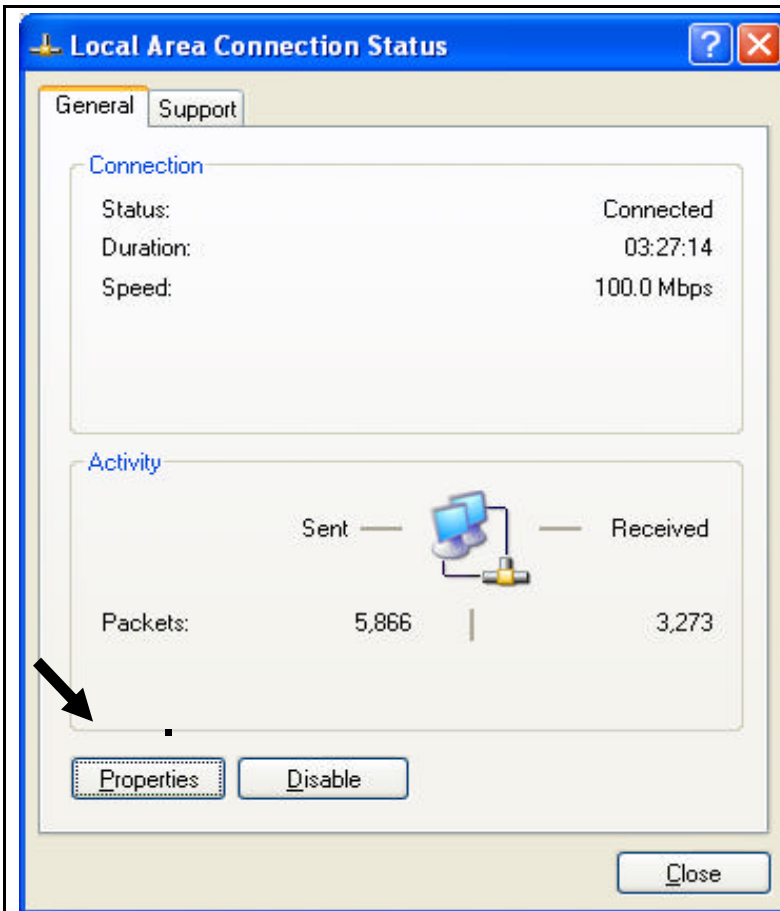 Local Area Connection Status
General Support
Connection
Status: Connected
Duration: 03:27:14
Speed: 100.0 Mbps
Activity
Sent Received
Packets: 5,866 3,273
Properties Disable
Close